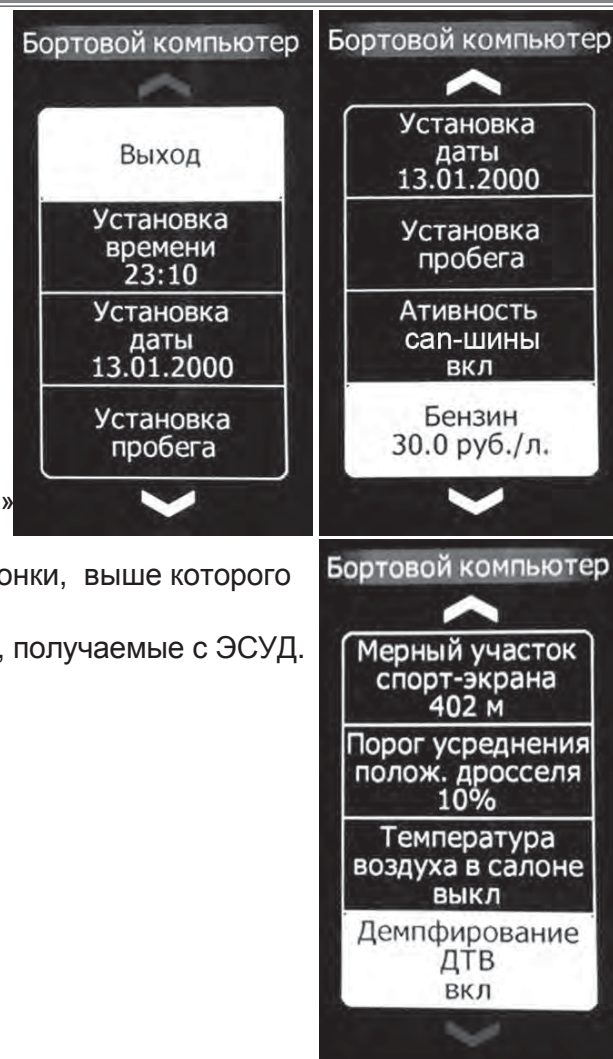 Бортовой компьютер
Выход
Установка
времени
23:10
Установка
даты
13.01.2000
Установка
пробега
Бортовой компьютер
Установка
даты
13.01.2000
Установка
пробега
Ативность
can-шины
вкл
Бензин
30.0 руб./л.
»
онки, выше которого
, получаемые с ЭСУД.
Бортовой компьютер
Мерный участок
спорт-экрана
402 м
Порог усреднения
полож. дросселя
10%
Температура
воздуха в салоне
выкл
Демпфирование
ДТВ
вкл